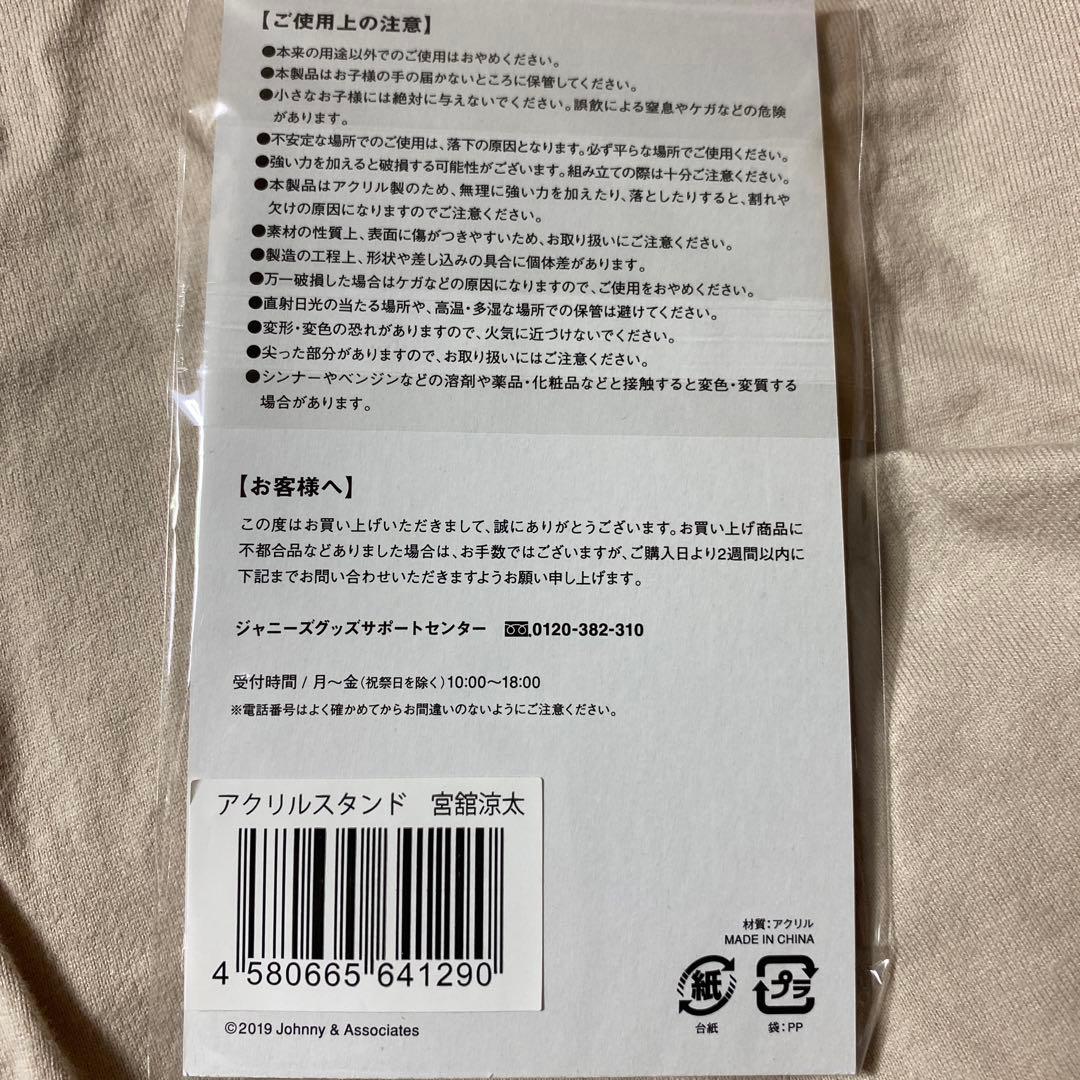 【ご使用上の注意】
●本来の用途以外でのご使用はおやめください。
●本製品はお子様の手の届かないところに保管してください。
●小さなお子様には絶対に与えないでください。誤飲による窒息やケガなどの危険
があります。
●不安定な場所でのご使用は、落下の原因となります。必ず平らな場所でご使用ください。
●強い力を加えると破損する可能性がございます。組み立ての際は十分ご注意ください。
●本製品はアクリル製のため、無理に強い力を加えたり、落としたりすると、割れや
欠けの原因になりますのでご注意ください。
●素材の性質上、表面に傷がつきやすいため、お取り扱いにご注意ください。
●製造の工程上、形状や差し込みの具合に個体差があります。
●万一破損した場合はケガなどの原因になりますので、ご使用をおやめください。
●直射日光の当たる場所や、高温・多湿な場所での保管は避けてください。
●変形・変色の恐れがありますので、火気に近づけないでください。
●尖った部分がありますので、お取り扱いにはご注意ください。
●シンナーやベンジンなどの溶剤や薬品・化粧品などと接触すると変色・変質する
場合があります。
【お客様へ】
この度はお買い上げいただきまして、誠にありがとうございます。お買い上げ商品に
不都合品などありました場合は、お手数ではございますが、ご購入日より2週間以内に
下記までお問い合わせいただきますようお願い申し上げます。
ジャニーズグッズサポートセンター 0120-382-310
受付時間 / 月〜金(祝祭日を除く)10:00〜18:00
※電話番号はよく確かめてからお間違いのないようにご注意ください。
アクリルスタンド 宮舘涼太
4 580665 641290
材質:アクリル
MADE IN CHINA
紙 プラ
台紙 袋:PP
©2019 Johnny & Associates